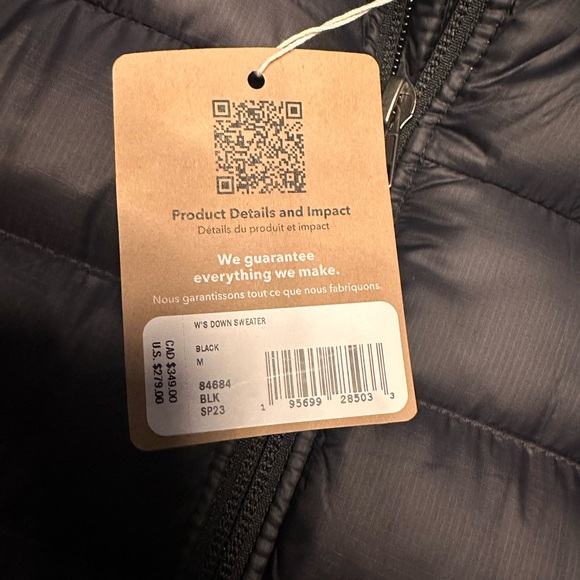 Product Details and Impact
Détails du produit et impact
We guarantee
everything we make.
Nous garantissons tout ce que nous fabriquons.
W'S DOWN SWEATER
BLACK
M
84684
BLK
SP23
CAD $349.00
U.S. $279.00
1 95699 28503 3